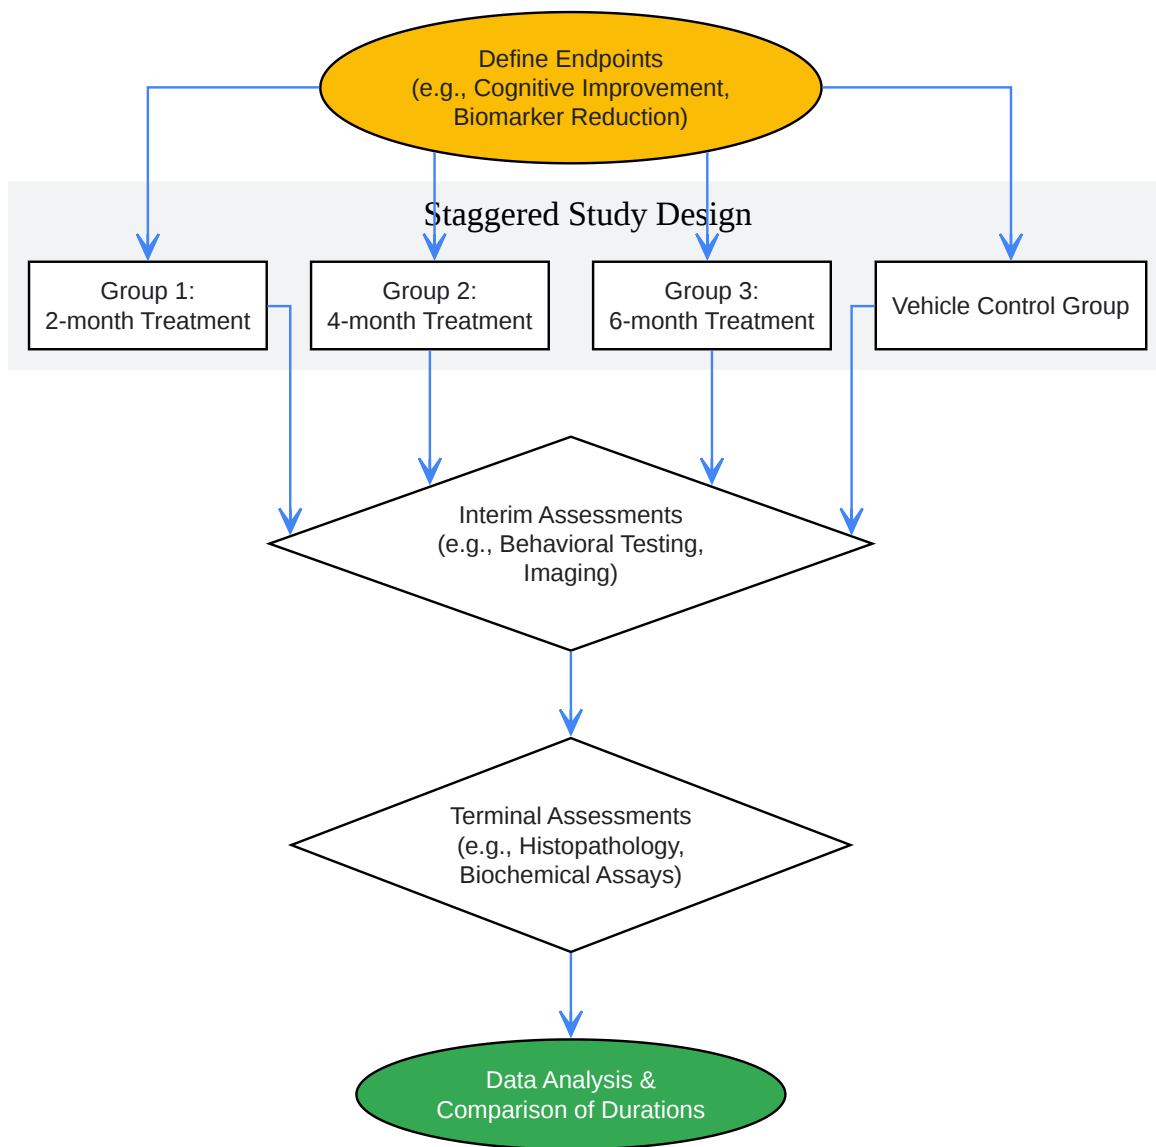 Define Endpoints
(e.g., Cognitive Improvement,
Biomarker Reduction)
Staggered Study Design
Group 1:
2-month Treatment
Group 2:
4-month Treatment
Group 3:
6-month Treatment
Vehicle Control Group
Interim Assessments
(e.g., Behavioral Testing,
Imaging)
Terminal Assessments
(e.g., Histopathology,
Biochemical Assays)
Data Analysis &
Comparison of Durations